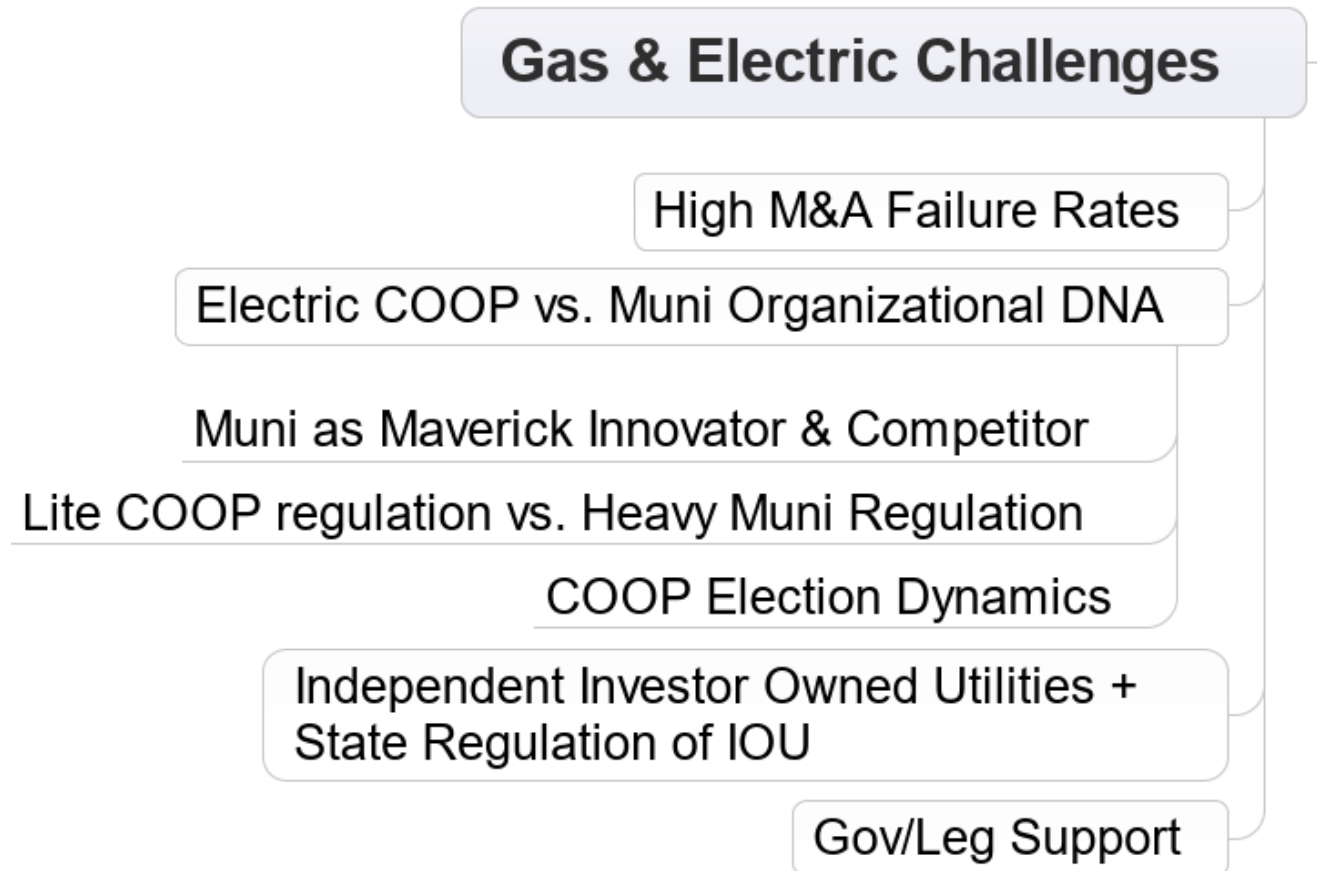 Gas & Electric Challenges
High M&A Failure Rates
Electric COOP vs. Muni Organizational DNA
Muni as Maverick Innovator & Competitor
Lite COOP regulation vs. Heavy Muni Regulation
COOP Election Dynamics
Independent Investor Owned Utilities +
State Regulation of IOU
Gov/Leg Support